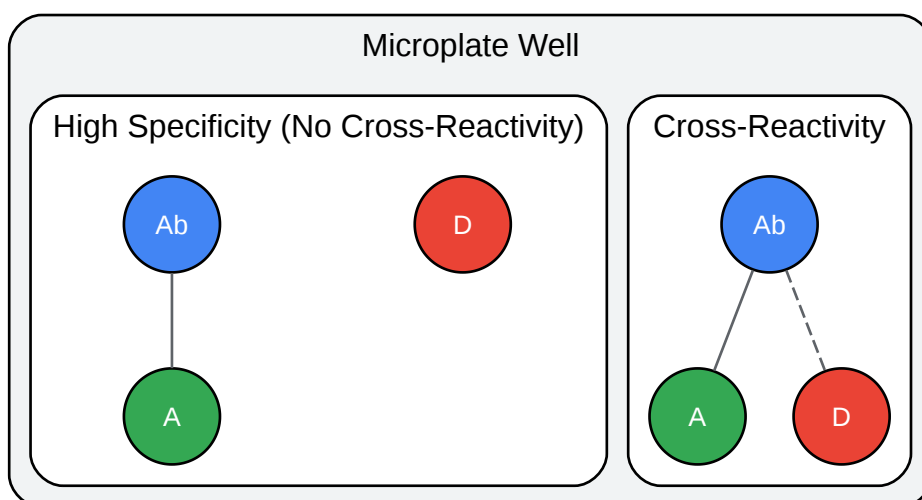 Microplate Well
High Specificity (No Cross-Reactivity)
Cross-Reactivity
Ab
D
Ab
A
A
D